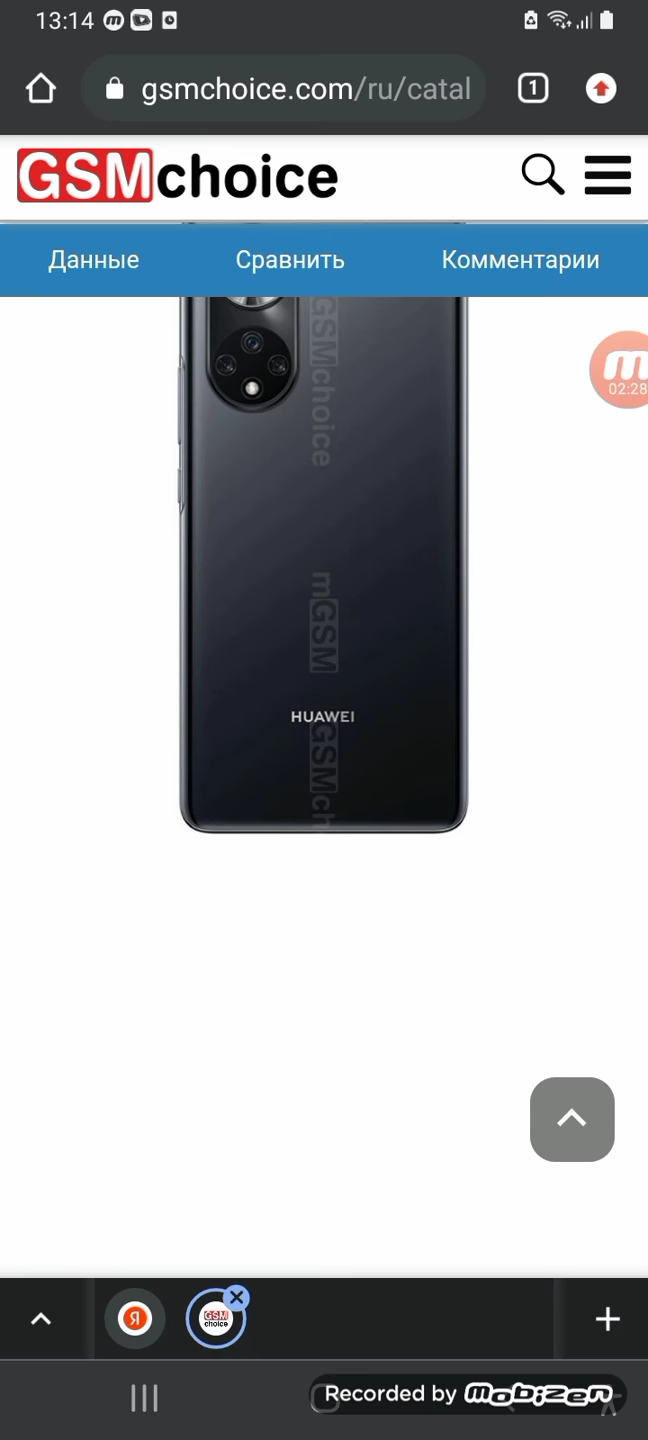 13:14
gsmchoice.com/ru/catal
1
GSMchoice
Данные Сравнить Комментарии
GSMchoice
02:28
mGSM
HUAWEI
GSMch
Я
GSM
choice
Recorded by mobizen